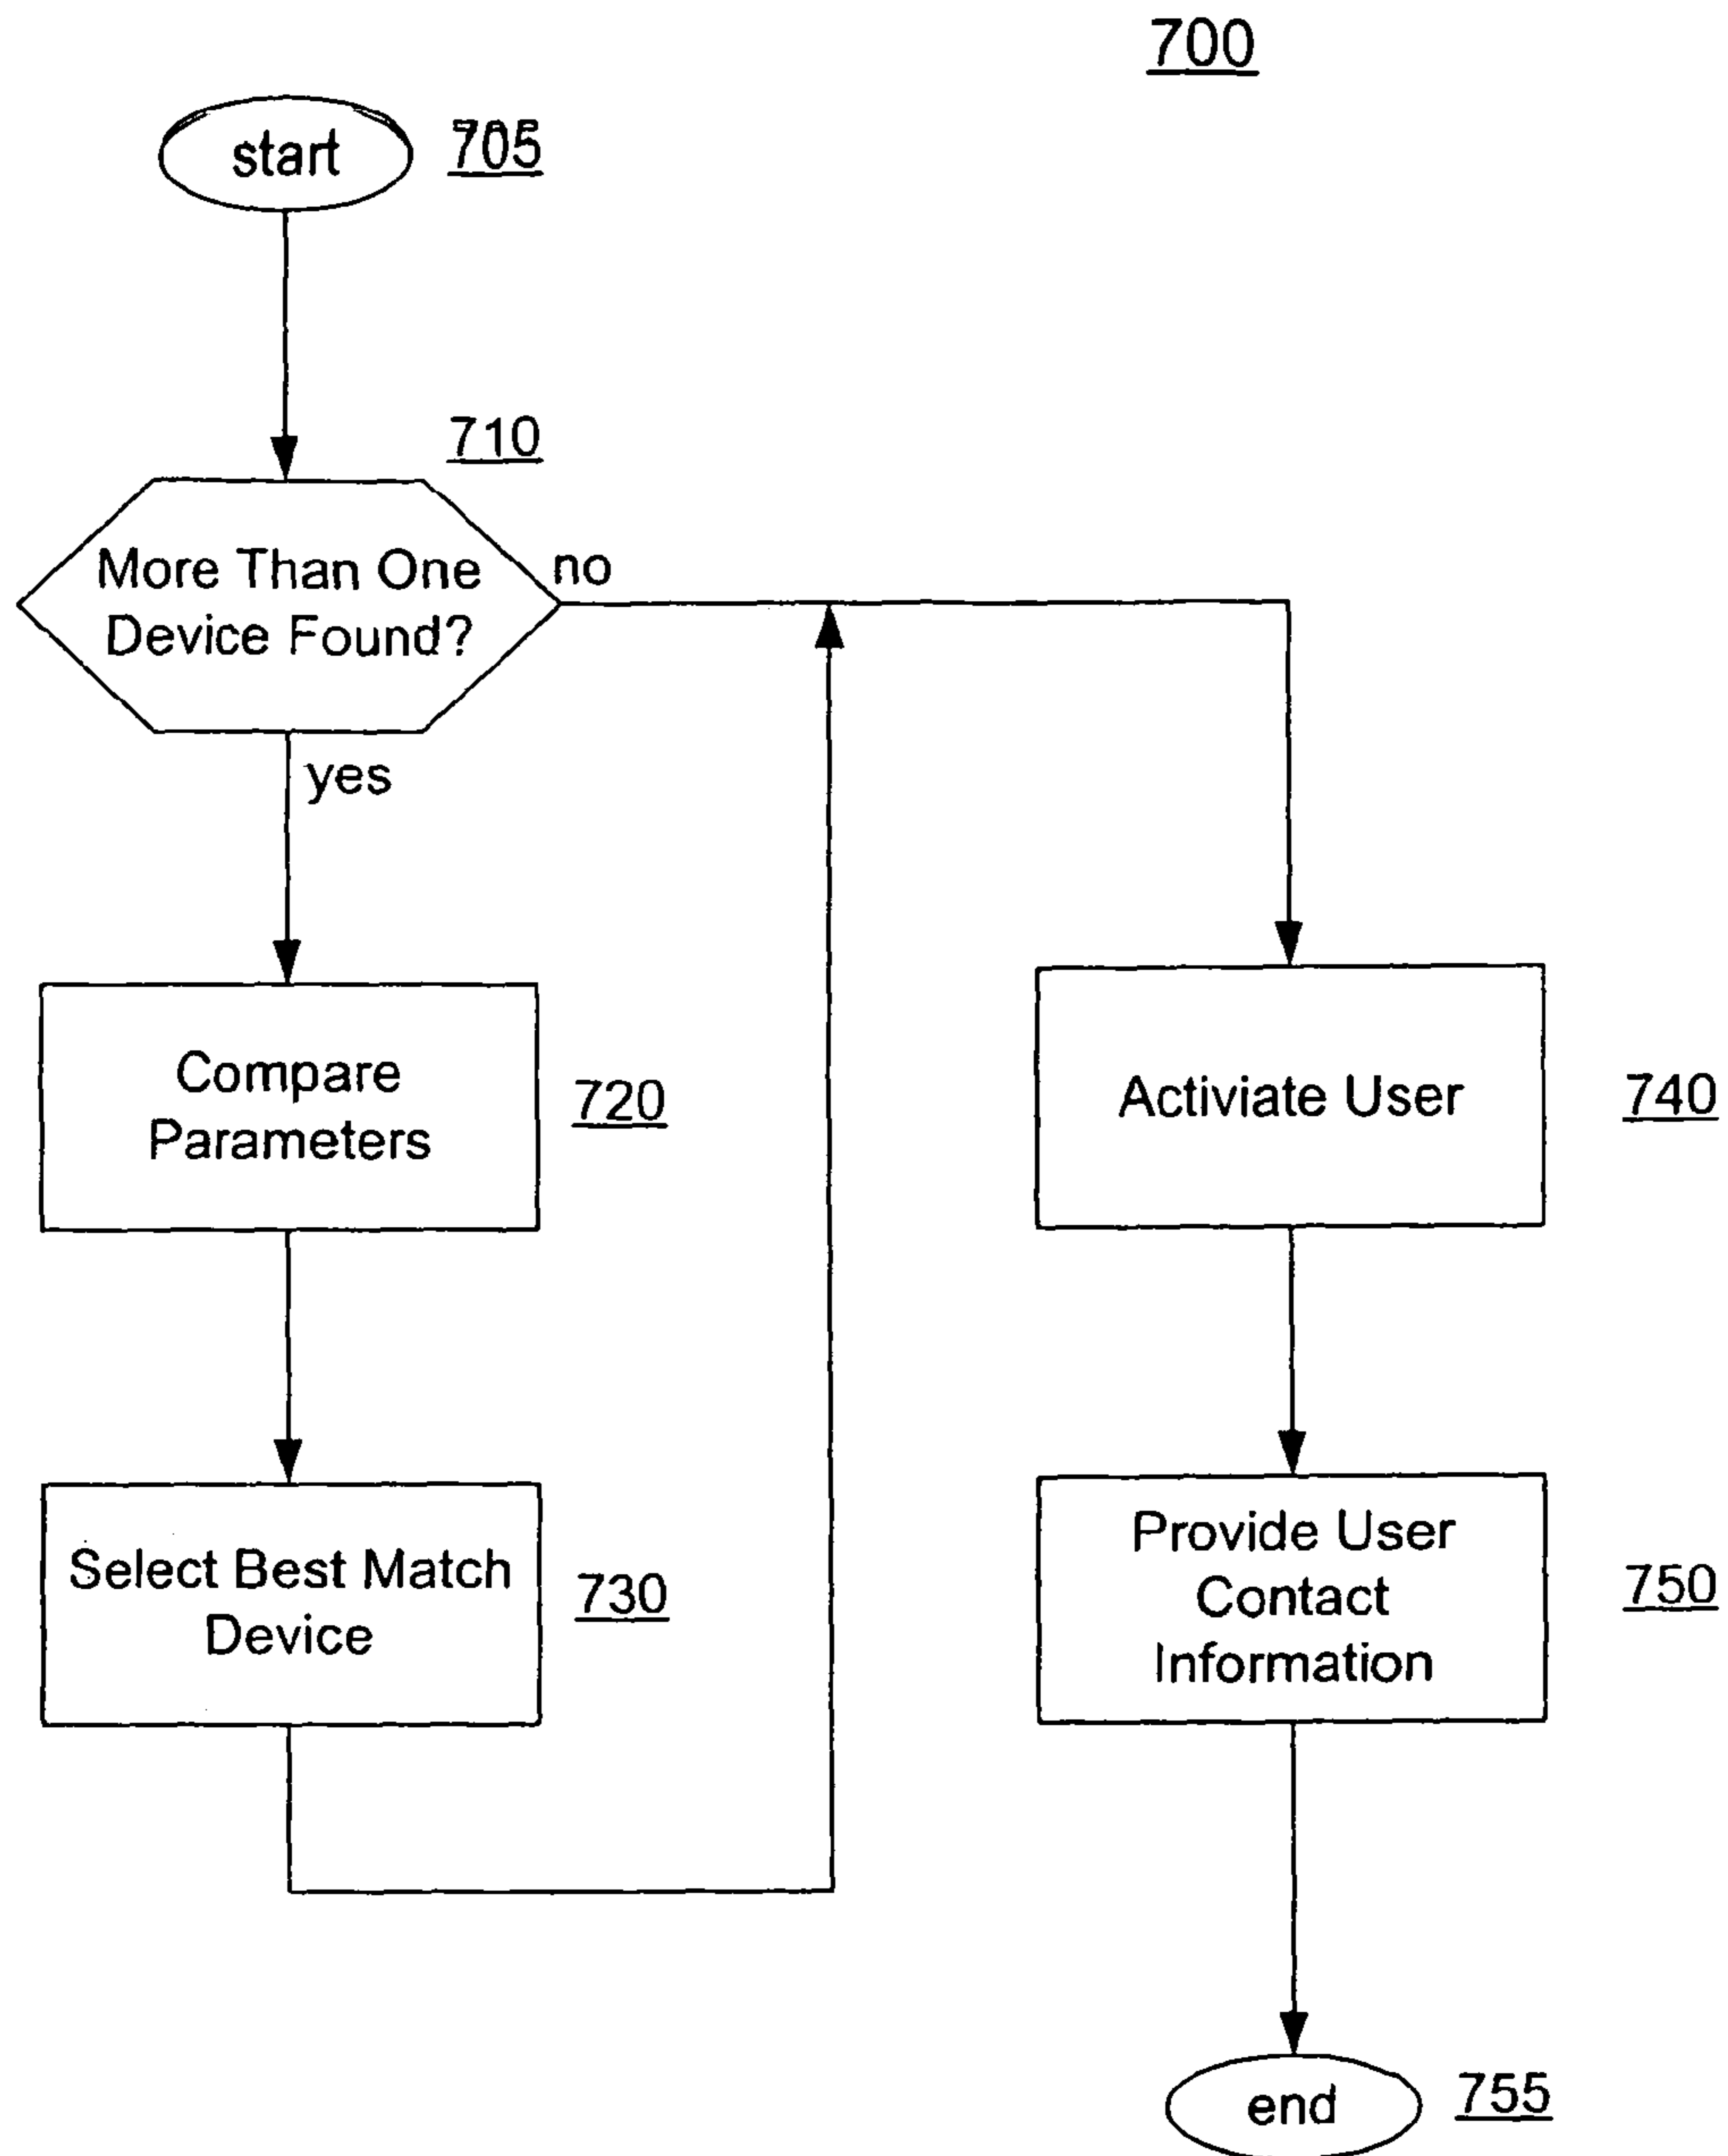 700
start
705
710
More Than One
Device Found?
no
yes
Compare
Parameters
720
Select Best Match
Device
730
Activiate User
740
Provide User
Contact
Information
750
end
755